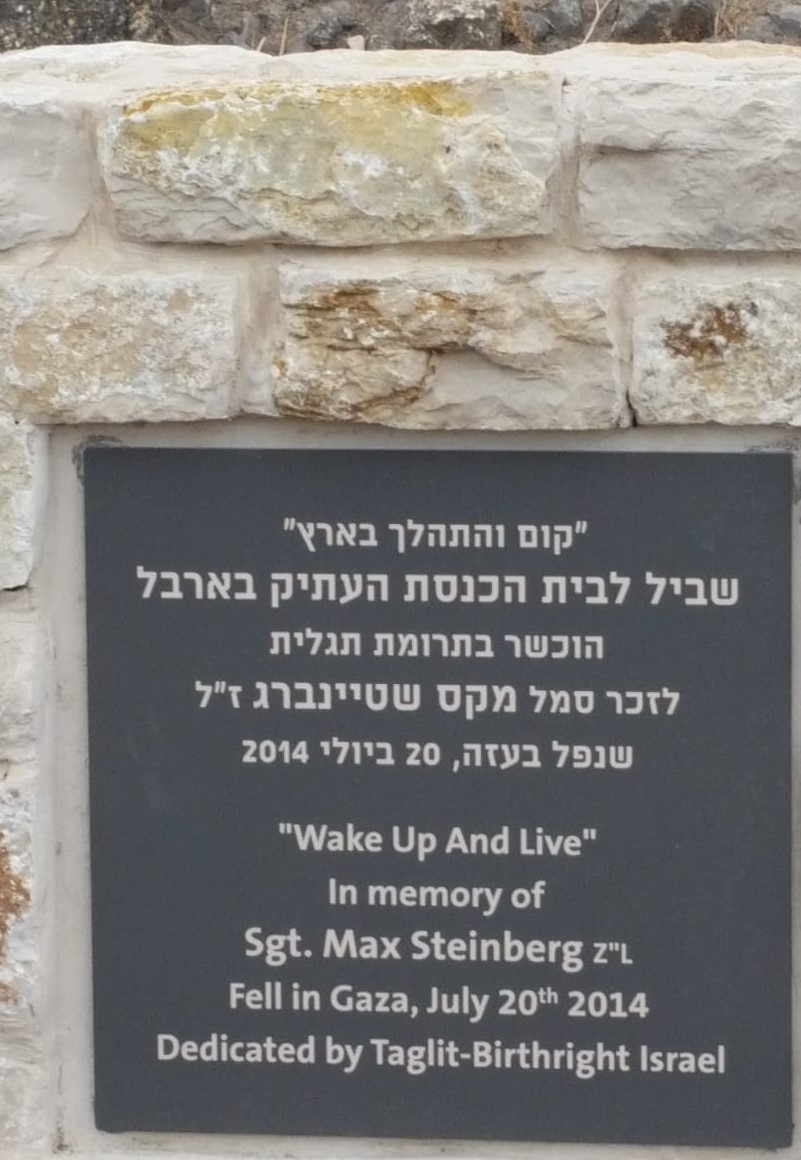 "קום והתהלך בארץ"
שביל לבית הכנסת העתיק בארבל
הוכשר בתרומת תגלית
לזכר סמל מקס שטיינברג ז"ל
שנפל בעזה, 20 ביולי 2014
"Wake Up And Live"
In memory of
Sgt. Max Steinberg Z"L
Fell in Gaza, July 20th 2014
Dedicated by Taglit-Birthright Israel